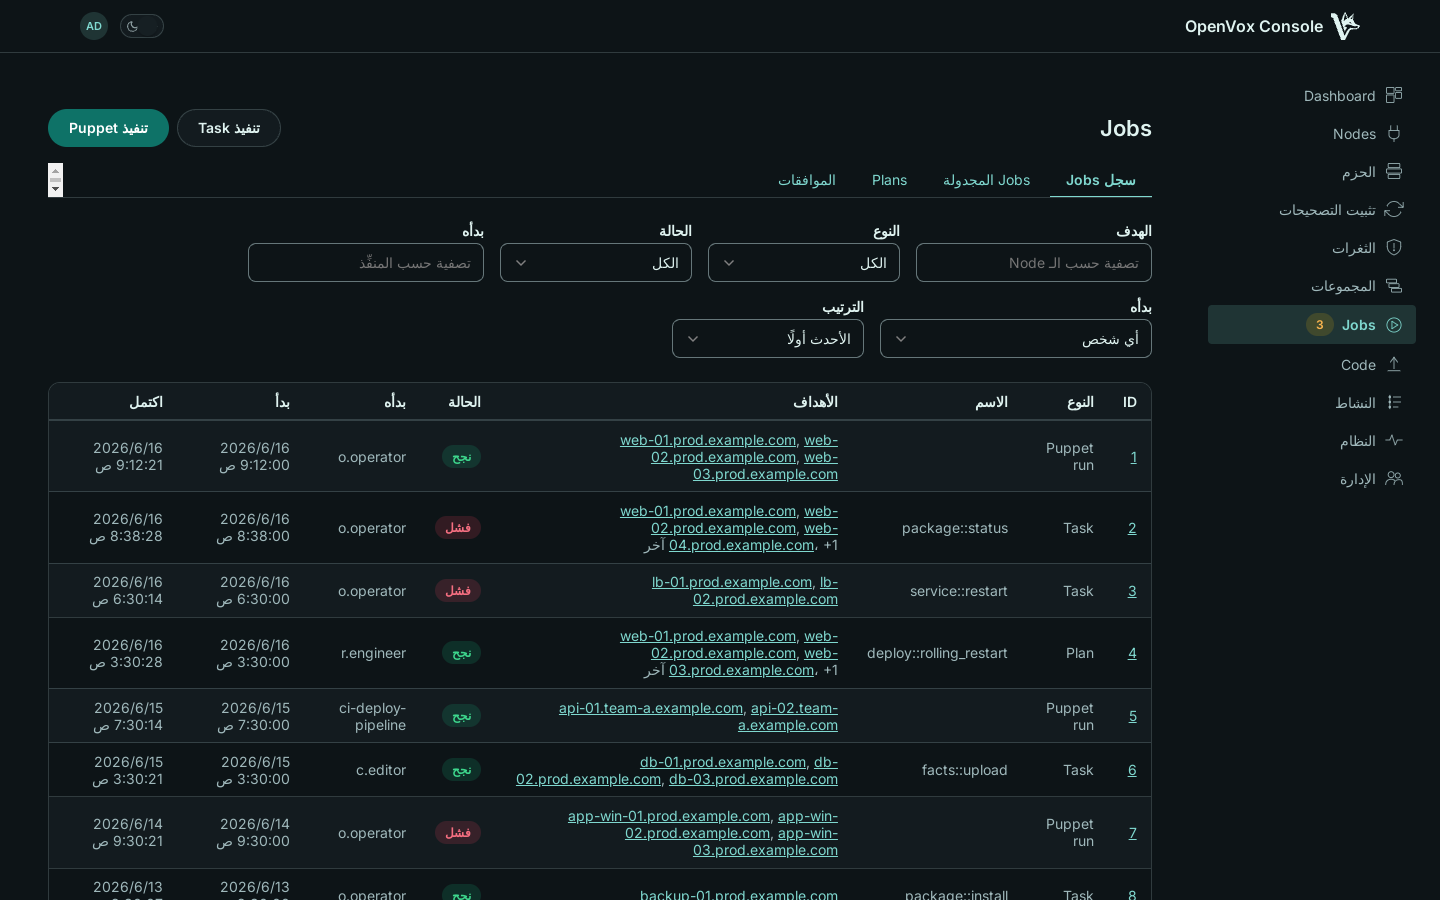 OpenVox Console
AD
Dashboard
Nodes
الحزم
تثبيت التصحيحات
الثغرات
المجموعات
Jobs 3
Code
النشاط
النظام
الإدارة
Jobs
تنفيذ Task
تنفيذ Puppet
سجل Jobs
Jobs المجدولة
Plans
الموافقات
الهدف
النوع
الحالة
بدأه
تصفية حسب الـ Node
الكل
الكل
تصفية حسب المنفِّذ
بدأه
الترتيب
أي شخص
الأحدث أولًا
ID النوع الاسم الأهداف الحالة بدأه بدأ اكتمل
1
Puppet
run
web-01.prod.example.com, web-
02.prod.example.com, web-
03.prod.example.com
نجح
o.operator
2026/6/16
9:12:00 ص
2026/6/16
9:12:21 ص
2
Task
package::status
web-01.prod.example.com, web-
02.prod.example.com, web-
04.prod.example.com، +1 آخر
فشل
o.operator
2026/6/16
8:38:00 ص
2026/6/16
8:38:28 ص
3
Task
service::restart
lb-01.prod.example.com, lb-
02.prod.example.com
فشل
o.operator
2026/6/16
6:30:00 ص
2026/6/16
6:30:14 ص
4
Plan
deploy::rolling_restart
web-01.prod.example.com, web-
02.prod.example.com, web-
03.prod.example.com، +1 آخر
نجح
r.engineer
2026/6/16
3:30:00 ص
2026/6/16
3:30:28 ص
5
Puppet
run
api-01.team-a.example.com, api-02.team-
a.example.com
نجح
ci-deploy-
pipeline
2026/6/15
7:30:00 ص
2026/6/15
7:30:14 ص
6
Task
facts::upload
db-01.prod.example.com, db-
02.prod.example.com, db-03.prod.example.com
نجح
c.editor
2026/6/15
3:30:00 ص
2026/6/15
3:30:21 ص
7
Puppet
run
app-win-01.prod.example.com, app-win-
02.prod.example.com, app-win-
03.prod.example.com
فشل
o.operator
2026/6/14
9:30:00 ص
2026/6/14
9:30:21 ص
8
Task
package::install
backup-01.prod.example.com
نجح
o.operator
2026/6/13
2026/6/13